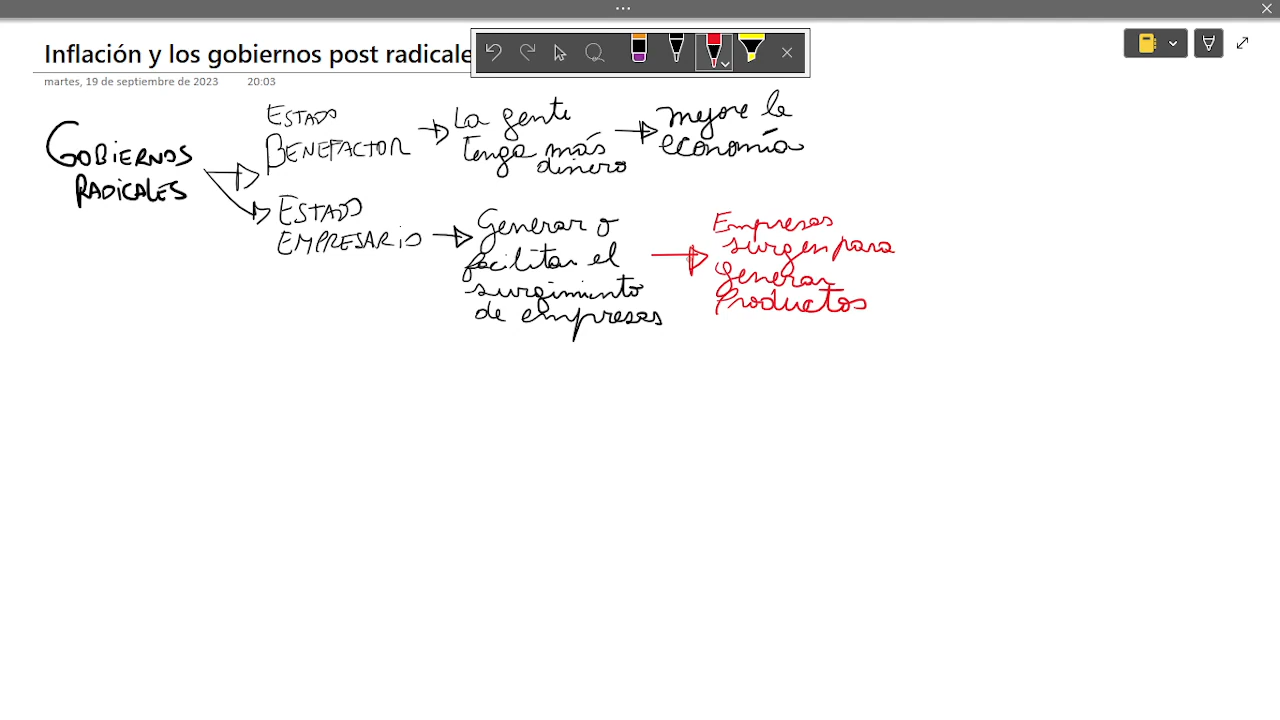 Inflación y los gobiernos post radicale
martes, 19 de septiembre de 2023 20:03
GOBIERNOS
RADICALES
ESTADO
BENEFACTOR
La gente
tenga más
dinero
mejore la
economía
ESTADO
EMPRESARIO
Generar o
facilitar el
surgimiento
de empresas
Empresas
surgen para
generar
Productos